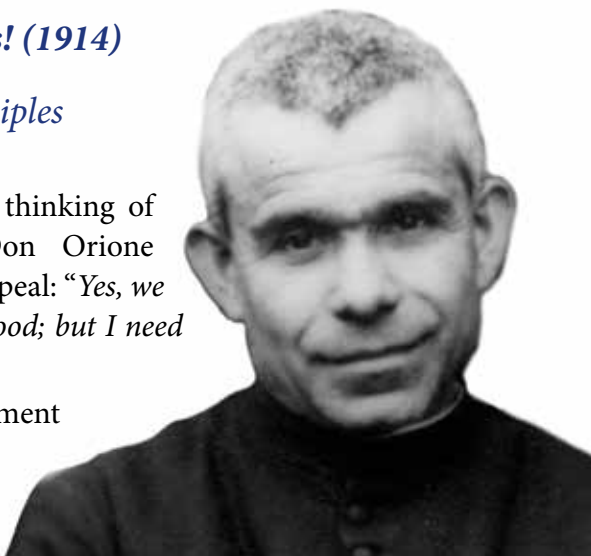 s! (1914)
iples
thinking of
on Orione
peal: “Yes, we
ood; but I need
ment